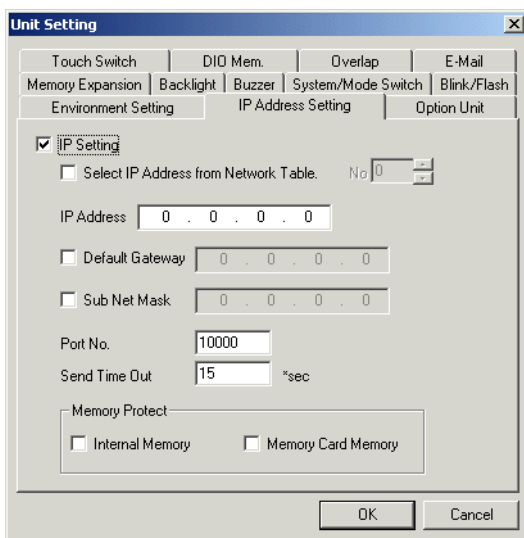 Unit Setting
Touch Switch DIO Mem. Overlap E-Mail
Memory Expansion Backlight Buzzer System/Mode Switch Blink/Flash
Environment Setting IP Address Setting Option Unit
IP Setting
Select IP Address from Network Table. No 0
IP Address 0 . 0 . 0 . 0
Default Gateway 0 . 0 . 0 . 0
Sub Net Mask 0 . 0 . 0 . 0
Port No. 10000
Send Time Out 15 *sec
Memory Protect
Internal Memory Memory Card Memory
OK Cancel